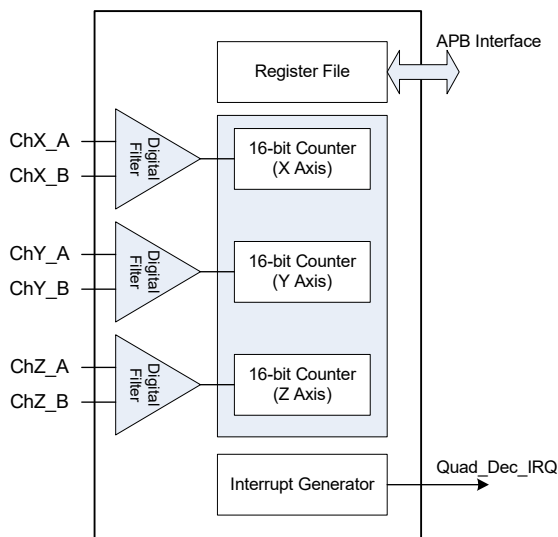 APB Interface
Register File
ChX_A
ChX_B
Digital
Filter
16-bit Counter
(X Axis)
ChY_A
ChY_B
Digital
Filter
16-bit Counter
(Y Axis)
ChZ_A
ChZ_B
Digital
Filter
16-bit Counter
(Z Axis)
Quad_Dec_IRQ
Interrupt Generator